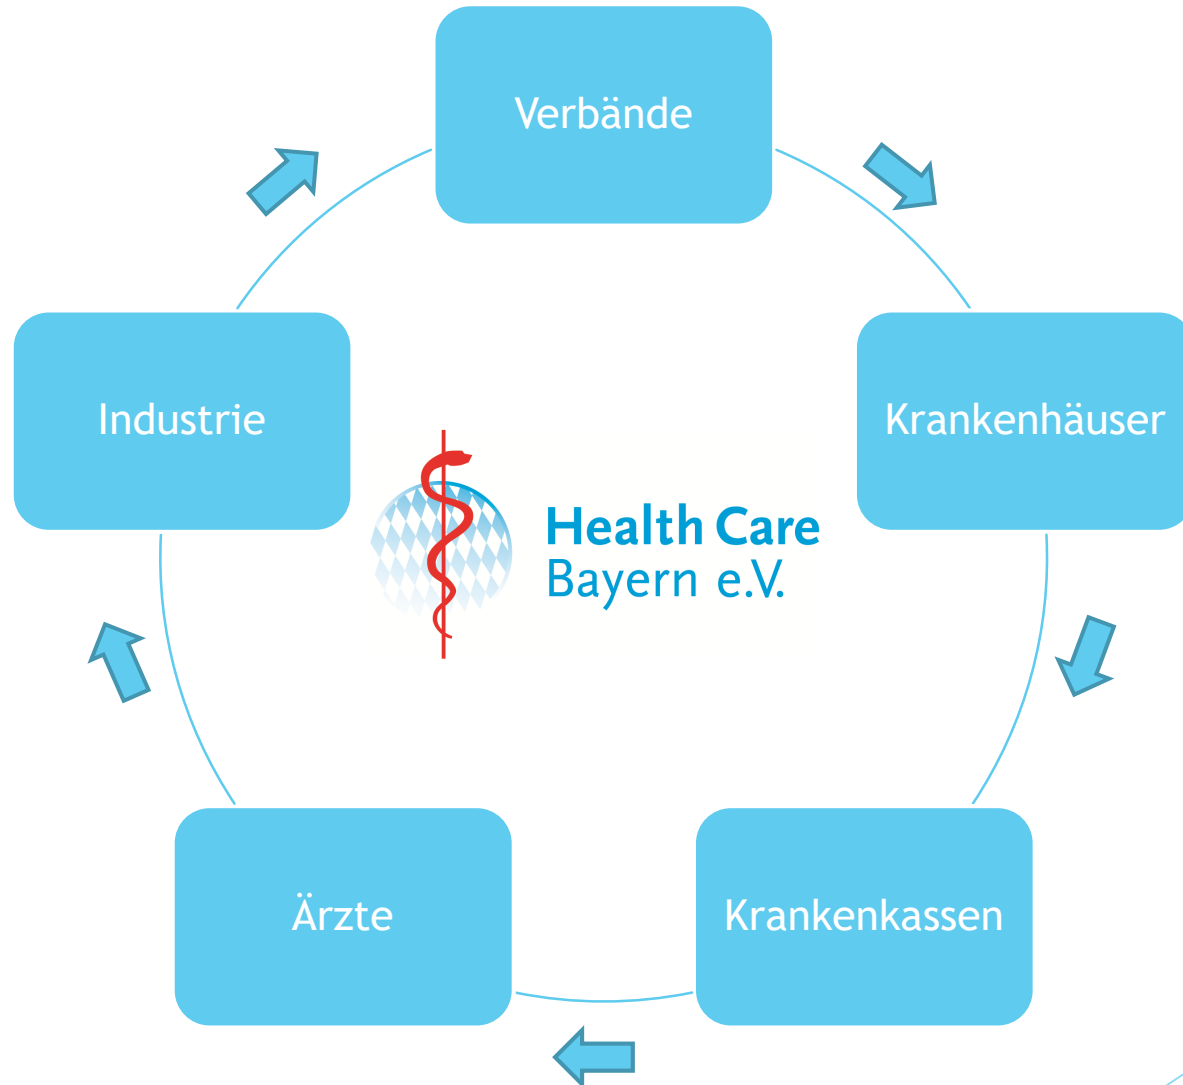 Verbände
Industrie
Krankenhäuser
Health Care
Bayern e.V.
Ärzte
Krankenkassen